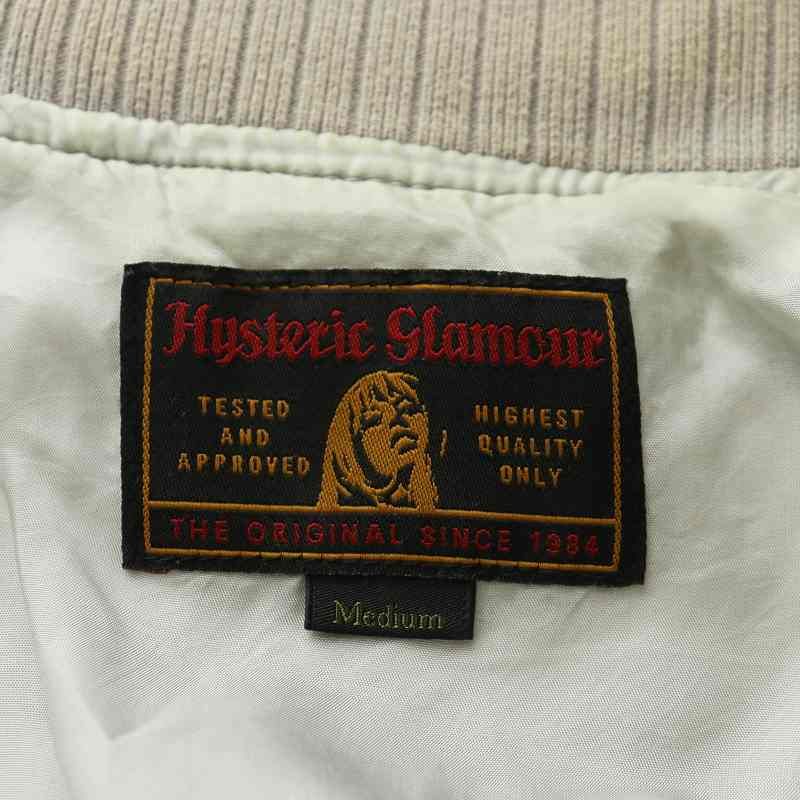 Hysteric Glamour
TESTED
AND
APPROVED
HIGHEST
QUALITY
ONLY
THE ORIGINAL SINCE 1984
Medium